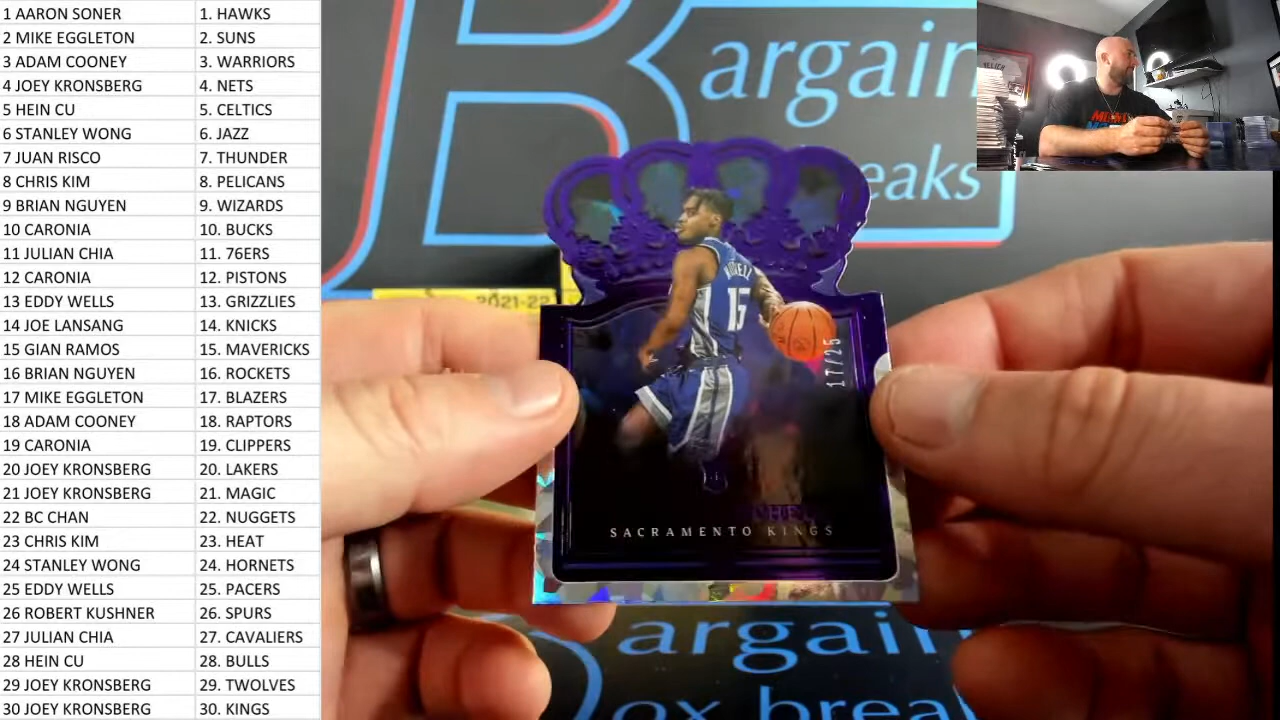 1 AARON SONER 1. HAWKS
2 MIKE EGGLETON 2. SUNS
3 ADAM COONEY 3. WARRIORS
4 JOEY KRONSBERG 4. NETS
5 HEIN CU 5. CELTICS
6 STANLEY WONG 6. JAZZ
7 JUAN RISCO 7. THUNDER
8 CHRIS KIM 8. PELICANS
9 BRIAN NGUYEN 9. WIZARDS
10 CARONIA 10. BUCKS
11 JULIAN CHIA 11. 76ERS
12 CARONIA 12. PISTONS
13 EDDY WELLS 13. GRIZZLIES
14 JOE LANSANG 14. KNICKS
15 GIAN RAMOS 15. MAVERICKS
16 BRIAN NGUYEN 16. ROCKETS
17 MIKE EGGLETON 17. BLAZERS
18 ADAM COONEY 18. RAPTORS
19 CARONIA 19. CLIPPERS
20 JOEY KRONSBERG 20. LAKERS
21 JOEY KRONSBERG 21. MAGIC
22 BC CHAN 22. NUGGETS
23 CHRIS KIM 23. HEAT
24 STANLEY WONG 24. HORNETS
25 EDDY WELLS 25. PACERS
26 ROBERT KUSHNER 26. SPURS
27 JULIAN CHIA 27. CAVALIERS
28 HEIN CU 28. BULLS
29 JOEY KRONSBERG 29. TWOLVES
30 JOEY KRONSBERG 30. KINGS
Bargain
eaks
2021-22
15
17/25
SACRAMENTO KINGS
argain
ox break